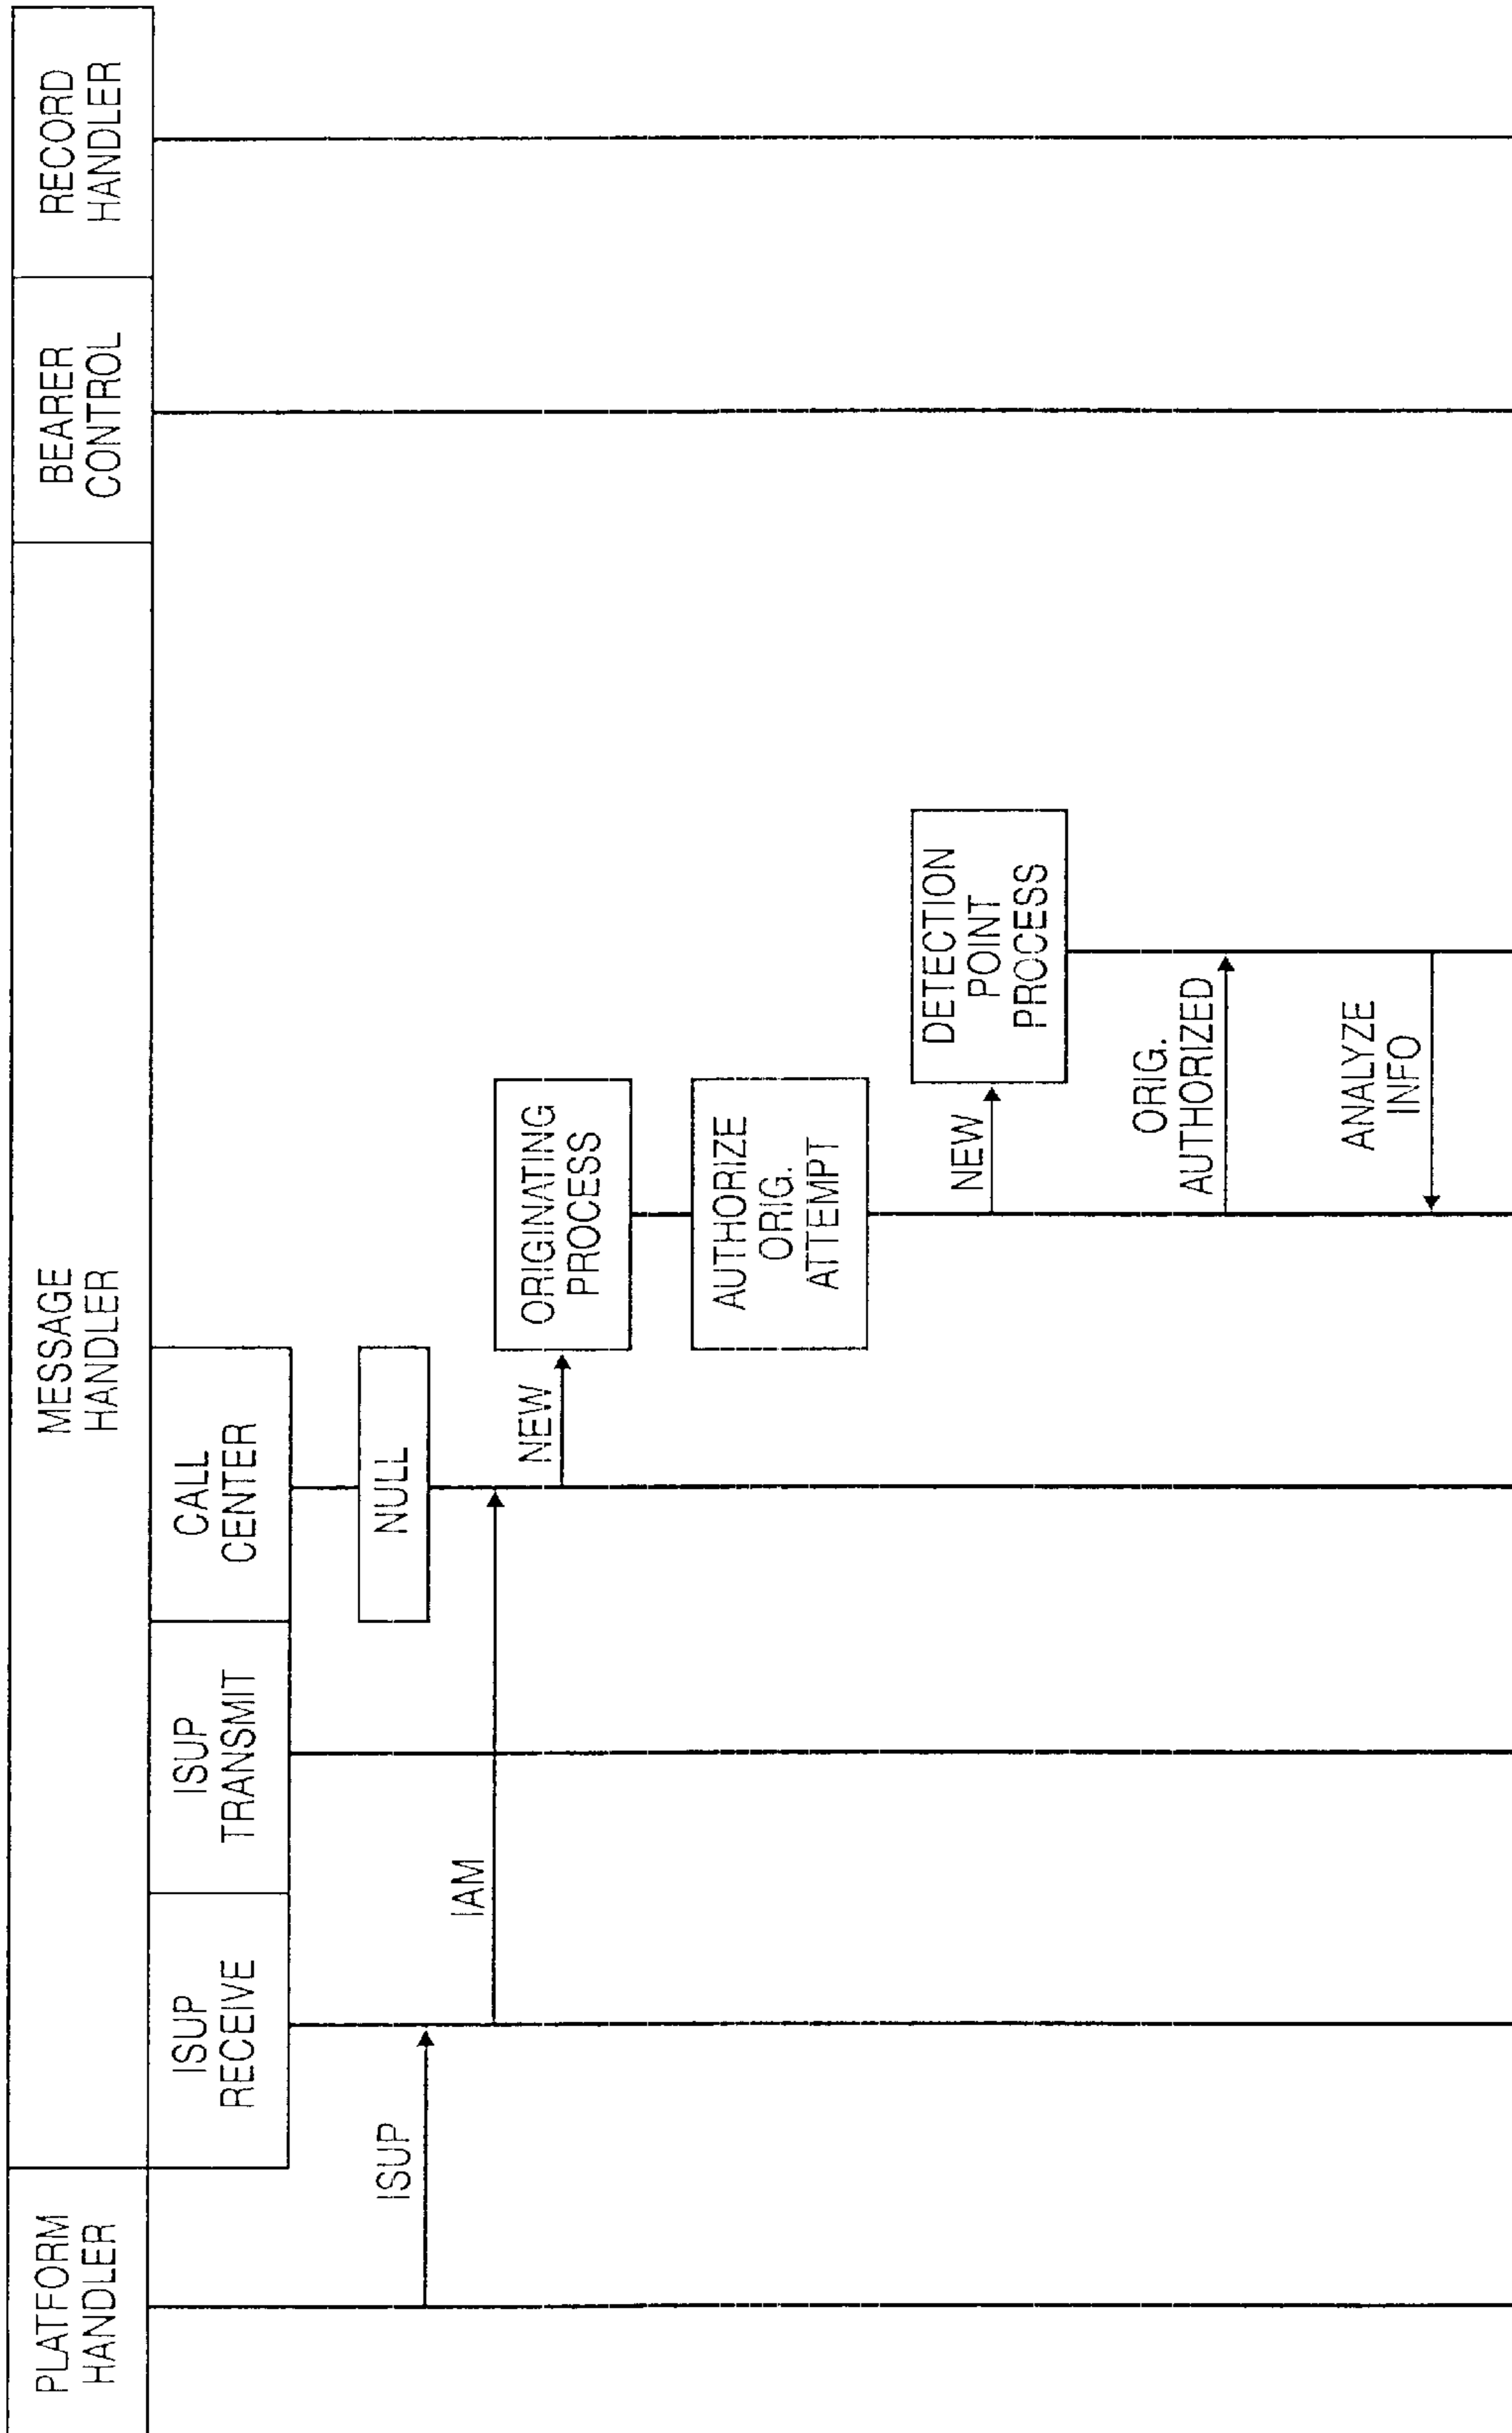 PLATFORM
HANDLER
MESSAGE
HANDLER
BEARER
CONTROL
RECORD
HANDLER
ISUP
RECEIVE
ISUP
TRANSMIT
CALL
CENTER
NULL
ISUP
IAM
NEW
ORIGINATING
PROCESS
AUTHORIZE
ORIG.
ATTEMPT
NEW
DETECTION
POINT
PROCESS
ORIG.
AUTHORIZED
ANALYZE
INFO